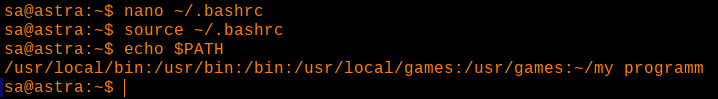 sa@astra:~$ nano ~/.bashrc
sa@astra:~$ source ~/.bashrc
sa@astra:~$ echo $PATH
/usr/local/bin:/usr/bin:/bin:/usr/local/games:/usr/games:~/my programm
sa@astra:~$